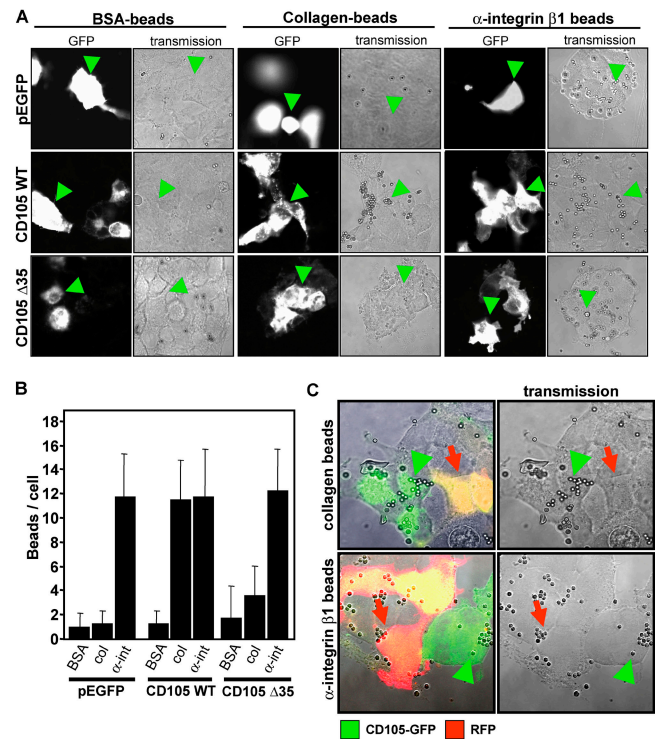 A
BSA-beads
Collagen-beads
α-integrin β1 beads
GFP
transmission
GFP
transmission
GFP
transmission
pEGFP
CD105 WT
CD105 Δ35
B
Beads / cell
18
16
14
12
10
8
6
4
2
0
BSA
col
α-int
BSA
col
α-int
BSA
col
α-int
pEGFP
CD105 WT
CD105 Δ35
C
transmission
collagen beads
α-integrin β1 beads
CD105-GFP
RFP